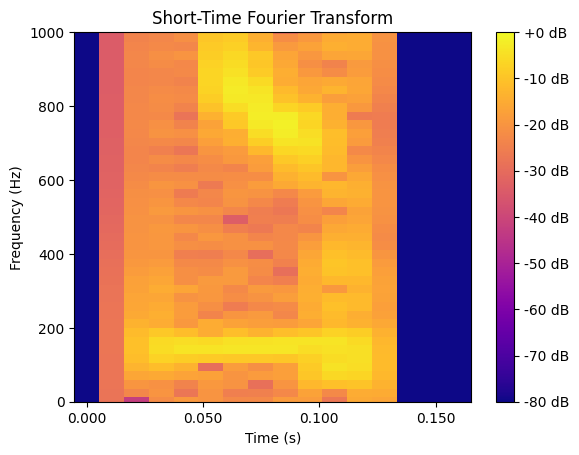 Short-Time Fourier Transform
1000
800
600
400
200
0
Frequency (Hz)
0.000
0.050
0.100
0.150
Time (s)
+0 dB
-10 dB
-20 dB
-30 dB
-40 dB
-50 dB
-60 dB
-70 dB
-80 dB